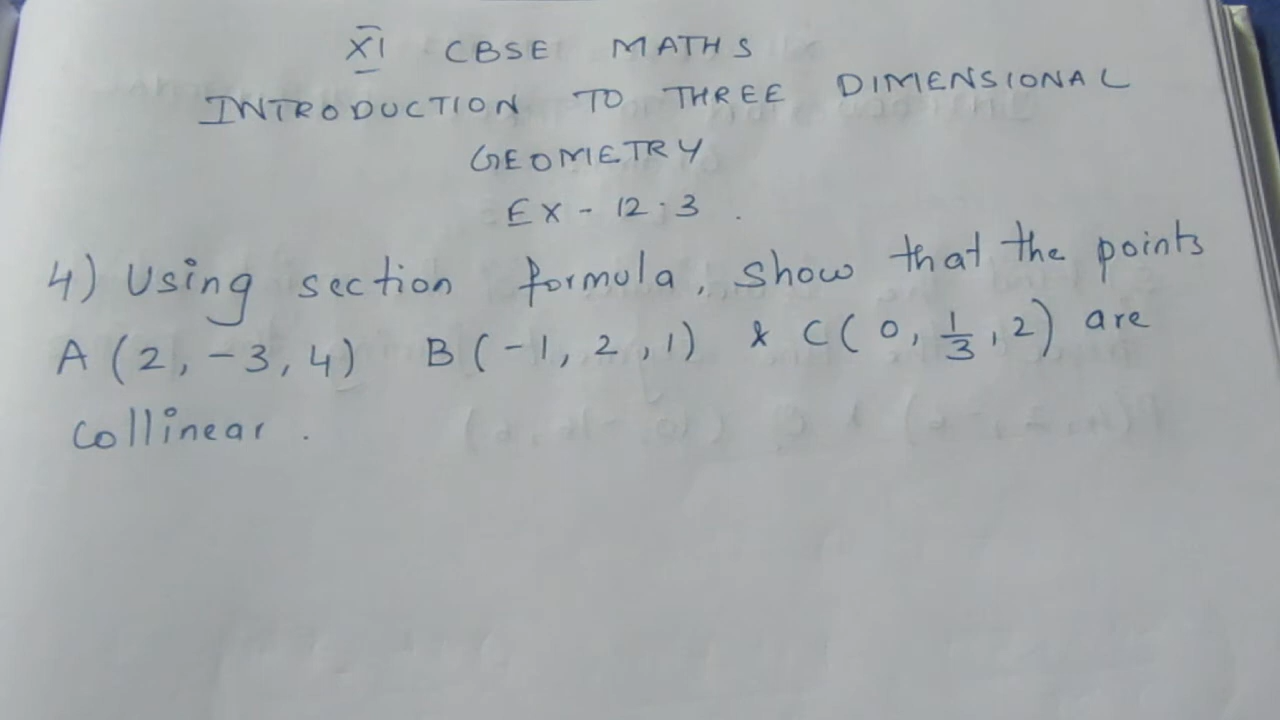 XI CBSE MATHS
INTRODUCTION TO THREE DIMENSIONAL
GEOMETRY
EX - 12.3.
4) Using section formula, show that the points
A(2, -3, 4) B(-1, 2, 1) & C(0, 1/3, 2) are
collinear.